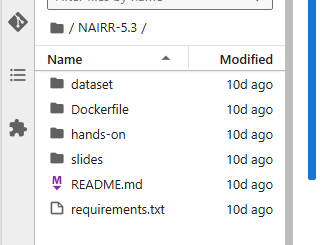 / NAIRR-5.3 /
Name Modified
dataset 10d ago
Dockerfile 10d ago
hands-on 10d ago
slides 10d ago
README.md 10d ago
requirements.txt 10d ago